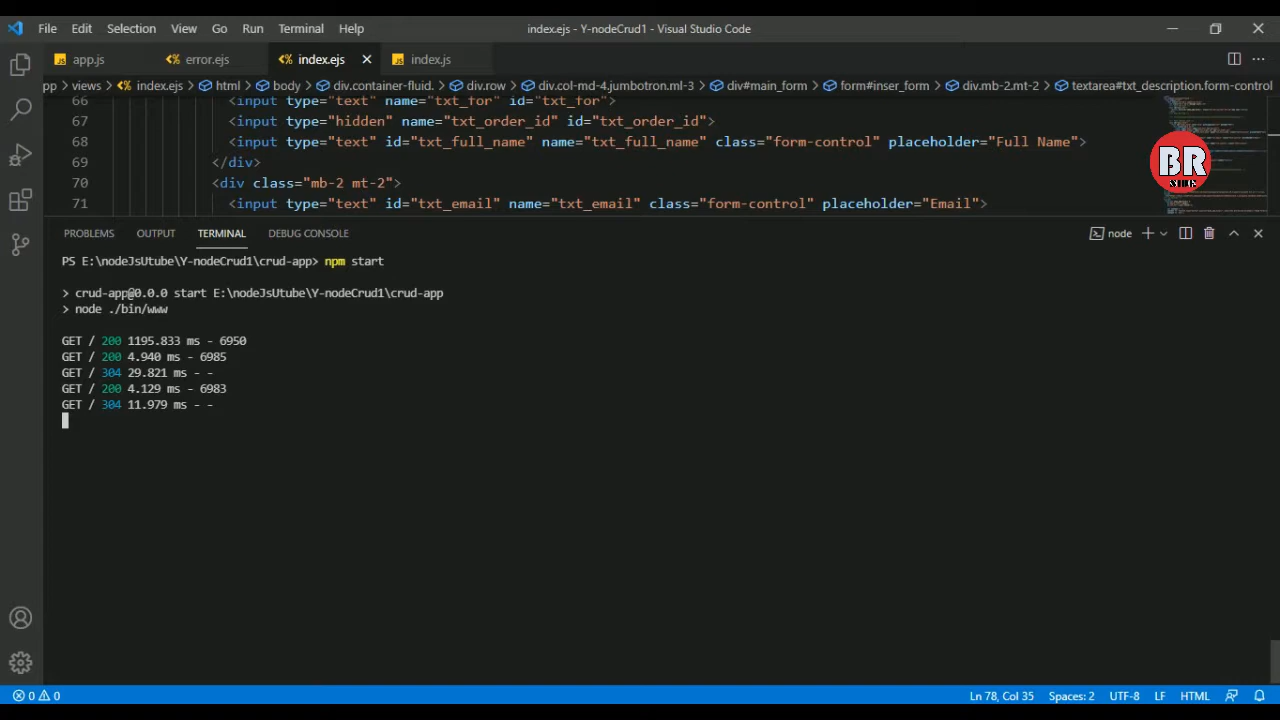 File Edit Selection View Go Run Terminal Help index.ejs - Y-nodeCrud1 - Visual Studio Code
app.js error.ejs index.ejs index.js
pp > views > index.ejs > html > body > div.container-fluid. > div.row > div.col-md-4.jumbotron.ml-3 > div#main_form > form#inser_form > div.mb-2.mt-2 > textarea#txt_description.form-control
66 <input type="text" name="txt_for" id="txt_for">
67 <input type="hidden" name="txt_order_id" id="txt_order_id">
68 <input type="text" id="txt_full_name" name="txt_full_name" class="form-control" placeholder="Full Name">
69 </div>
70 <div class="mb-2 mt-2">
71 <input type="text" id="txt_email" name="txt_email" class="form-control" placeholder="Email">
BR
PROBLEMS OUTPUT TERMINAL DEBUG CONSOLE node
PS E:\nodeJsUtube\Y-nodeCrud1\crud-app> npm start
> crud-app@0.0.0 start E:\nodeJsUtube\Y-nodeCrud1\crud-app
> node ./bin/www
GET / 200 1195.833 ms - 6950
GET / 200 4.940 ms - 6985
GET / 304 29.821 ms - -
GET / 200 4.129 ms - 6983
GET / 304 11.979 ms - -
0 0 Ln 78, Col 35 Spaces: 2 UTF-8 LF HTML